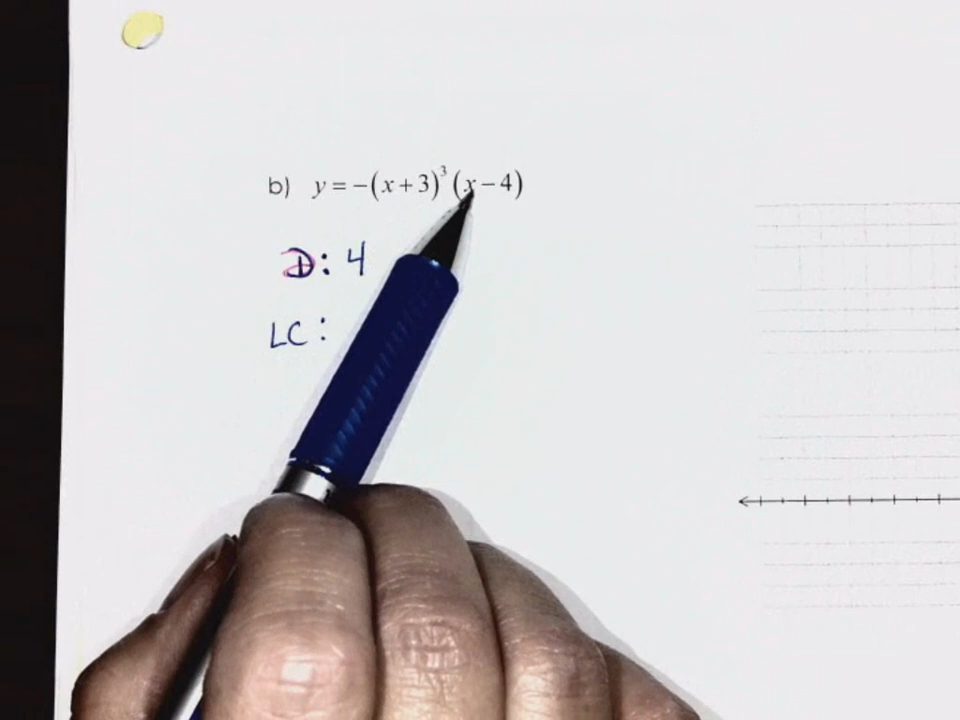 b) y = -(x+3)³(x-4)
D: 4
LC: